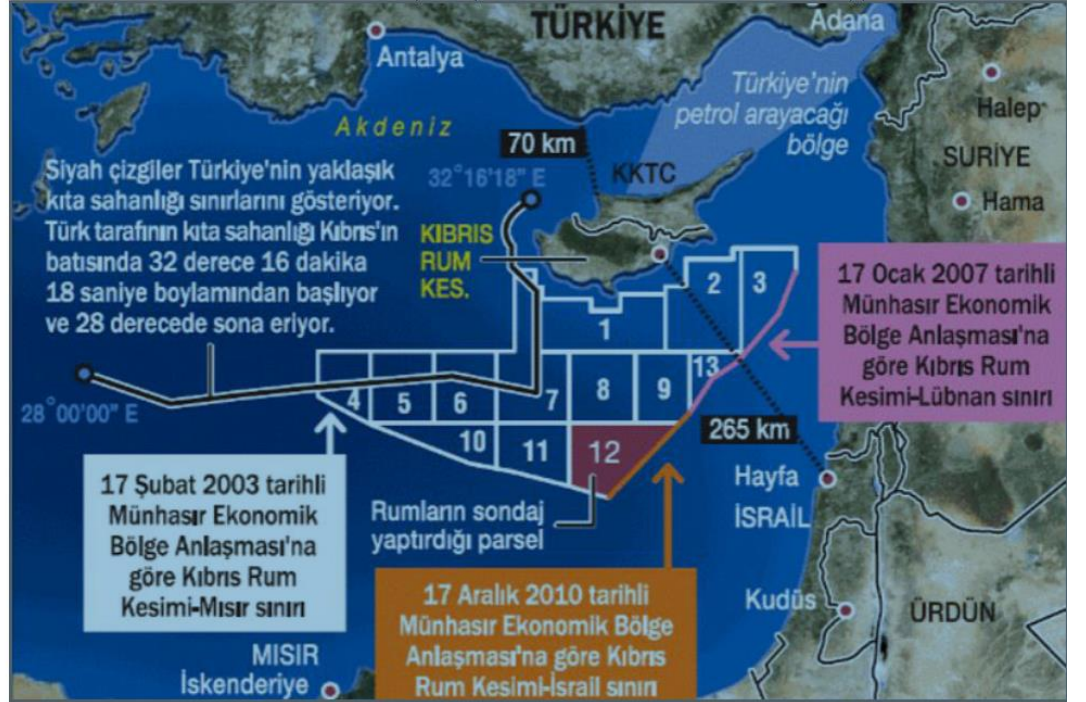 TÜRKİYE
Adana
Antalya
Türkiye'nin
petrol arayacağı
bölge
Halep
Akdeniz
70 km
SURİYE
Siyah çizgiler Türkiye'nin yaklaşık
kıta sahanlığı sınırlarını gösteriyor.
Türk tarafının kıta sahanlığı Kıbrıs'ın
batısında 32 derece 16 dakika
18 saniye boylamından başlıyor
ve 28 derecede sona eriyor.
32°16'18" E
KKTC
Hama
KIBRIS
RUM
KES.
2
3
1
17 Ocak 2007 tarihli
Münhasır Ekonomik
Bölge Anlaşması'na
göre Kıbrıs Rum
Kesimi-Lübnan sınırı
13
4
5
6
7
8
9
28°00'00" E
10
11
12
265 km
17 Şubat 2003 tarihli
Münhasır Ekonomik
Bölge Anlaşması'na
göre Kıbrıs Rum
Kesimi-Mısır sınırı
Rumların sondaj
yaptırdığı parsel
Hayfa
İSRAİL
17 Aralık 2010 tarihli
Münhasır Ekonomik Bölge
Anlaşması'na göre Kıbrıs
Rum Kesimi-İsrail sınırı
Kudüs
ÜRDÜN
MISIR
İskenderiye